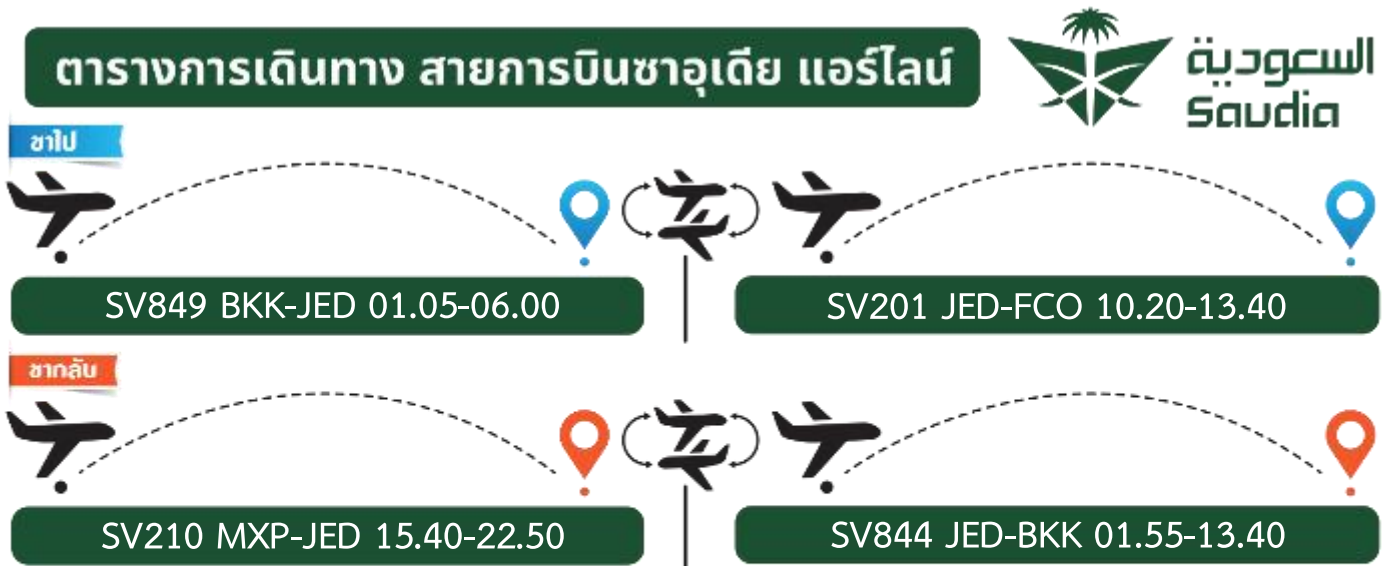 ตารางการเดินทาง สายการบินซาอุเดีย แอร์ไลน์
السعودية
Saudia
ขาไป
SV849 BKK-JED 01.05-06.00
SV201 JED-FCO 10.20-13.40
ขากลับ
SV210 MXP-JED 15.40-22.50
SV844 JED-BKK 01.55-13.40